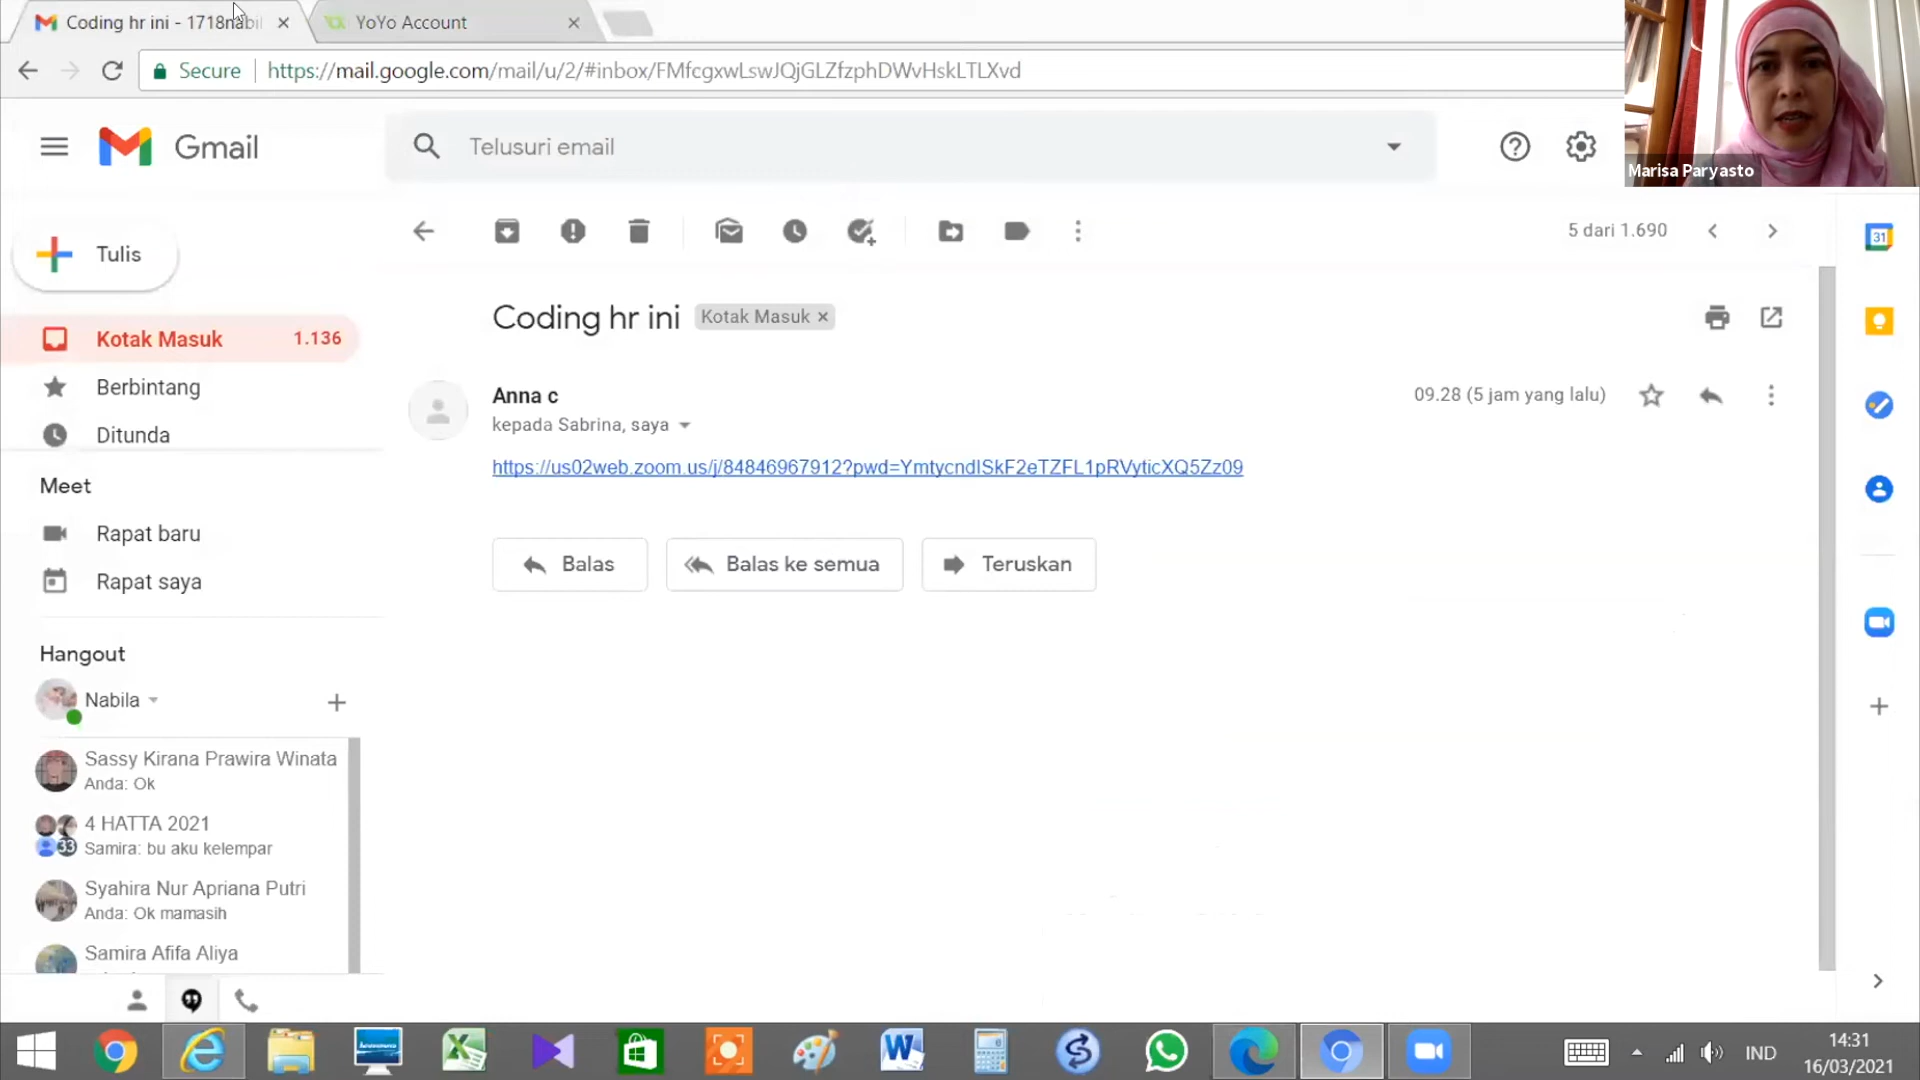 Coding hr ini - 1718nabil
YoYo Account
Secure
https://mail.google.com/mail/u/2/#inbox/FMfcgxwLswJQjGLZfzphDWvHskLTLXvd
Gmail
Telusuri email
Marisa Paryasto
Tulis
5 dari 1.690
31
Coding hr ini
Kotak Masuk
Kotak Masuk 1.136
Berbintang
Ditunda
Anna c
09.28 (5 jam yang lalu)
kepada Sabrina, saya
https://us02web.zoom.us/j/84846967912?pwd=YmtycndISkF2eTZFL1pRVyticXQ5Zz09
Meet
Rapat baru
Rapat saya
Balas
Balas ke semua
Teruskan
Hangout
Nabila
Sassy Kirana Prawira Winata
Anda: Ok
4 HATTA 2021
33
Samira: bu aku kelempar
Syahira Nur Apriana Putri
Anda: Ok mamasih
Samira Afifa Aliya
IND
14:31
16/03/2021